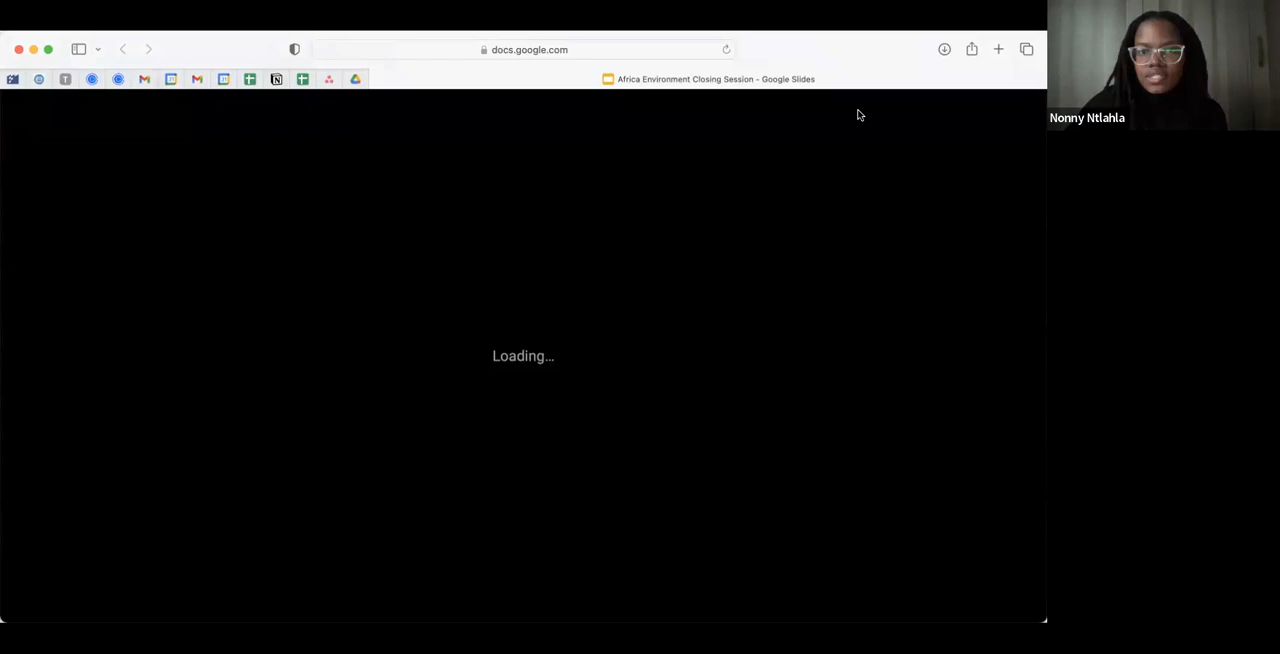 docs.google.com
Africa Environment Closing Session - Google Slides
Nonny Ntlahla
Loading...